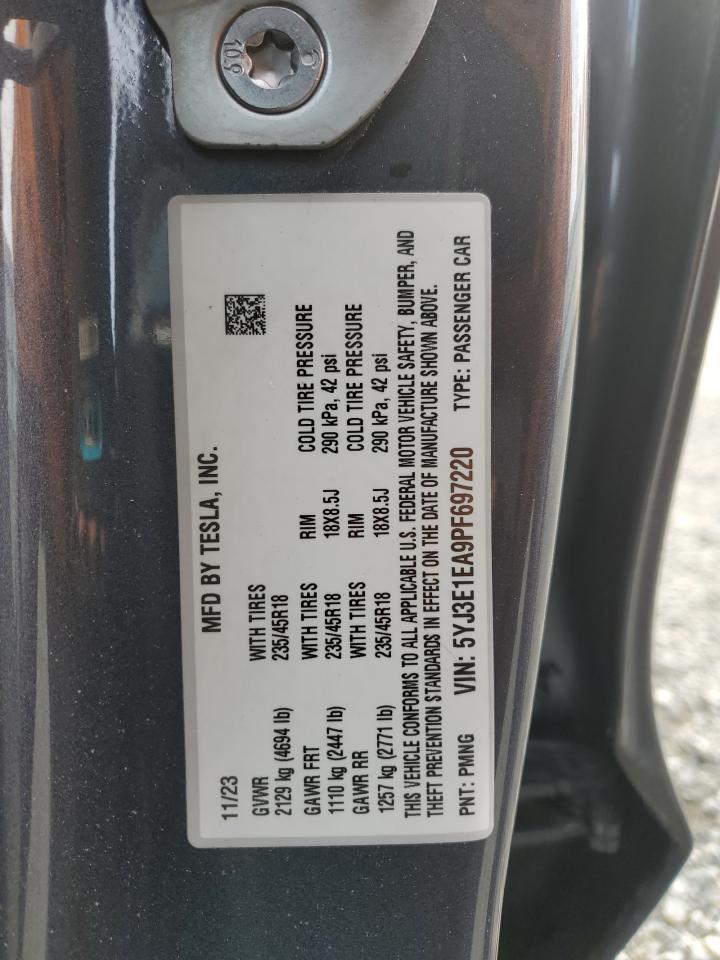 10.9
MFD BY TESLA, INC.
11/23
GVWR WITH TIRES
2129 kg (4694 lb) 235/45R18
GAWR FRT WITH TIRES RIM COLD TIRE PRESSURE
1110 kg (2447 lb) 235/45R18 18X8.5J 290 kPa, 42 psi
GAWR RR WITH TIRES RIM COLD TIRE PRESSURE
1257 kg (2771 lb) 235/45R18 18X8.5J 290 kPa, 42 psi
THIS VEHICLE CONFORMS TO ALL APPLICABLE U.S. FEDERAL MOTOR VEHICLE SAFETY, BUMPER, AND
THEFT PREVENTION STANDARDS IN EFFECT ON THE DATE OF MANUFACTURE SHOWN ABOVE.
PNT: PMNG VIN: 5YJ3E1EA9PF697220 TYPE: PASSENGER CAR